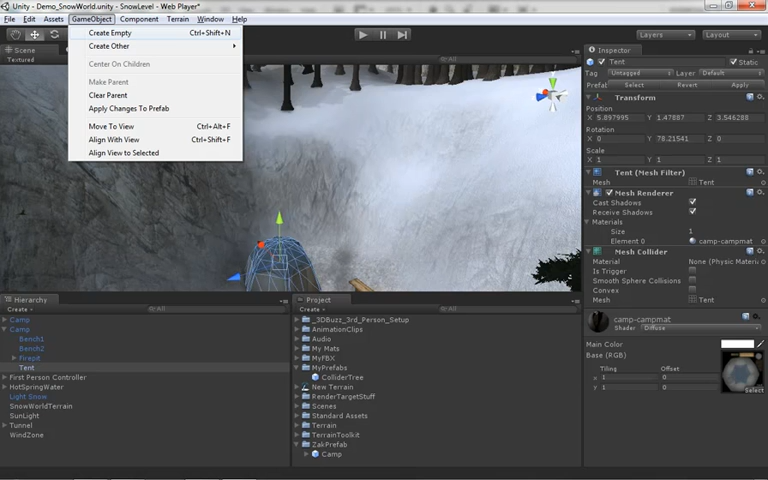 Unity - Demo_SnowWorld.unity - SnowLevel - Web Player*
File Edit Assets GameObject Component Terrain Window Help
Layers Layout
Create Empty Ctrl+Shift+N
Create Other
Center On Children
Make Parent
Clear Parent
Apply Changes To Prefab
Move To View Ctrl+Alt+F
Align With View Ctrl+Shift+F
Align View to Selected
Scene
Textured
All
Inspector
Tent Static
Tag Untagged Layer Default
Prefal Select Revert Apply
Transform
Position
X 5.897995 Y 1.47887 Z 3.546288
Rotation
X 0 Y 78.21541 Z 0
Scale
X 1 Y 1 Z 1
Tent (Mesh Filter)
Mesh Tent
Mesh Renderer
Cast Shadows
Receive Shadows
Materials
Size 1
Element 0 camp-campmat
Mesh Collider
Material None (Physic Materi
Is Trigger
Smooth Sphere Collisions
Convex
Mesh Tent
camp-campmat
Shader Diffuse
Main Color
Base (RGB)
Tiling Offset
x 1 0
y 1 0
Select
Hierarchy
Create All
Camp
Camp
Bench1
Bench2
Firepit
Tent
First Person Controller
HotSpringWater
Light Snow
SnowWorldTerrain
SunLight
Tunnel
WindZone
Project
Create All
_3DBuzz_3rd_Person_Setup
AnimationClips
Audio
My Mats
MyFBX
MyPrefabs
ColliderTree
New Terrain
RenderTargetStuff
Scenes
Standard Assets
Terrain
TerrainToolkit
ZakPrefab
Camp